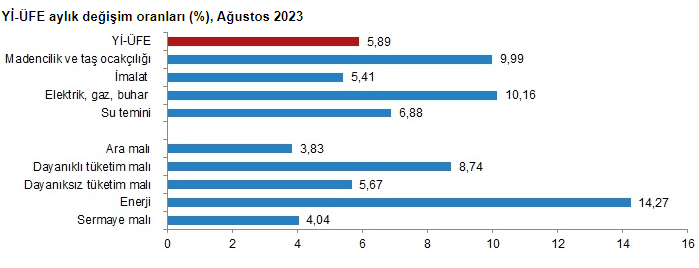 Yİ-ÜFE aylık değişim oranları (%), Ağustos 2023
Yİ-ÜFE 5,89
Madencilik ve taş ocakçılığı 9,99
İmalat 5,41
Elektrik, gaz, buhar 10,16
Su temini 6,88
Ara malı 3,83
Dayanıklı tüketim malı 8,74
Dayanıksız tüketim malı 5,67
Enerji 14,27
Sermaye malı 4,04
0 2 4 6 8 10 12 14 16